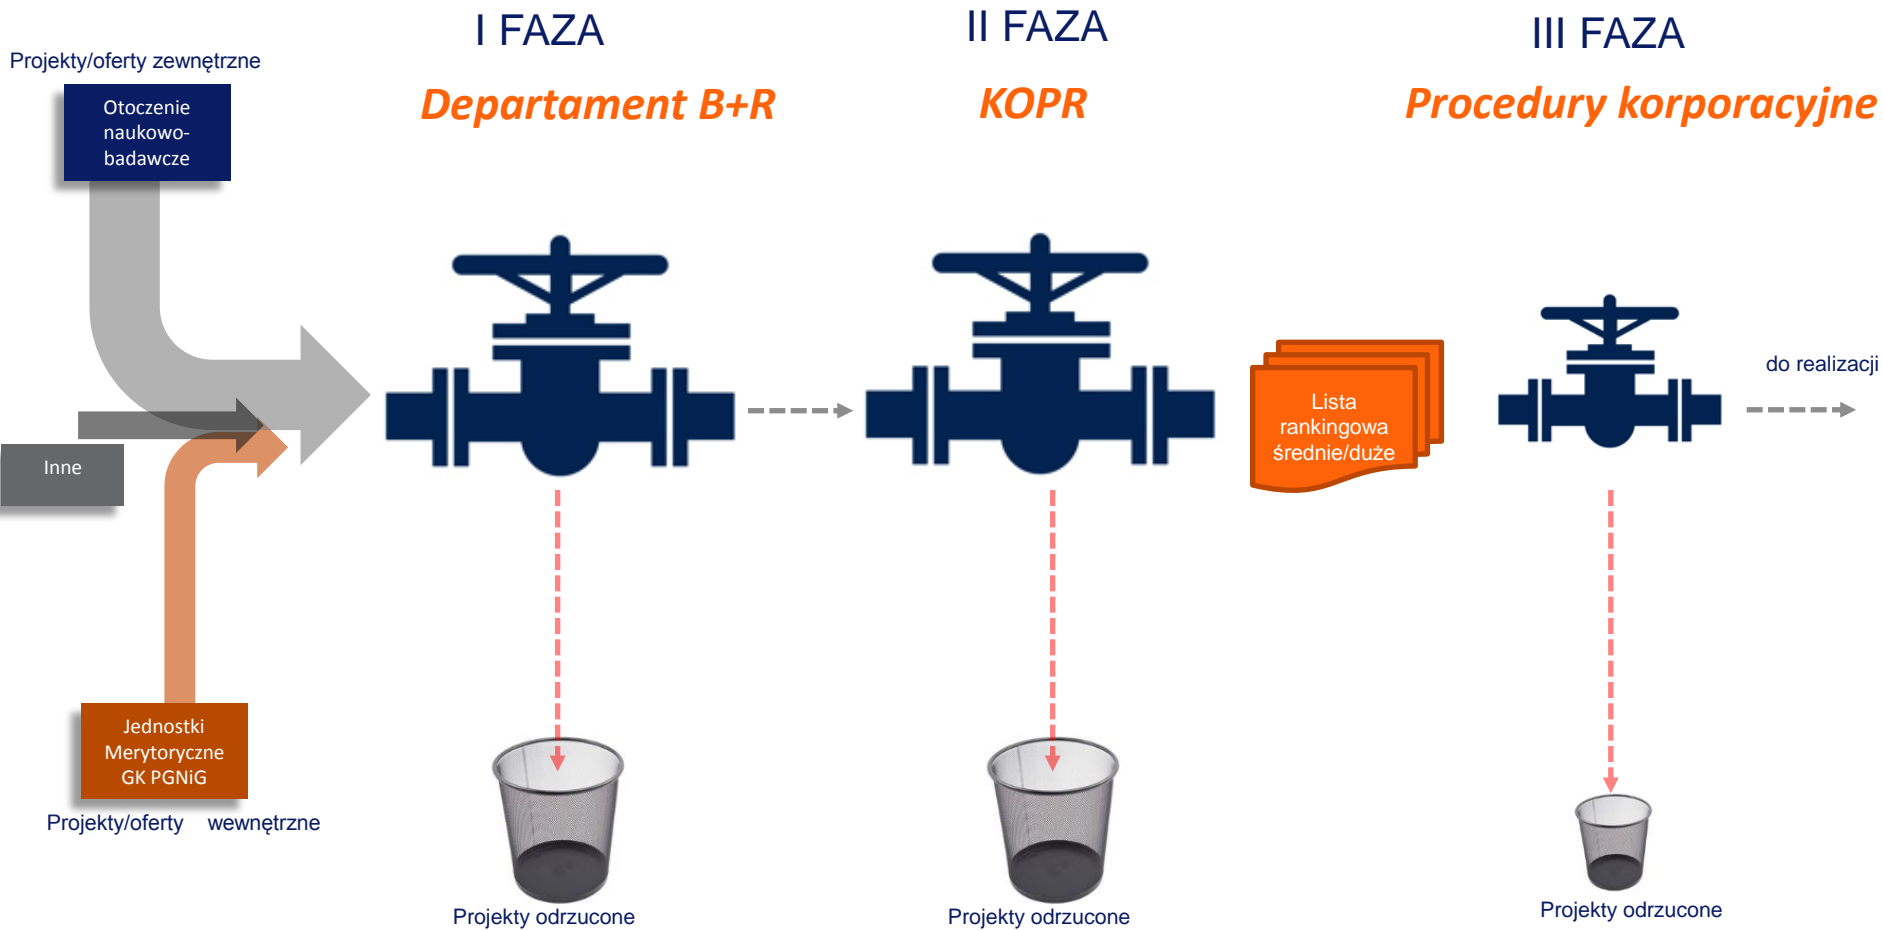 I FAZA
II FAZA
III FAZA
Projekty/oferty zewnętrzne
Departament B+R
KOPR
Procedury korporacyjne
Otoczenie
naukowo-
badawcze
do realizacji
Lista
rankingowa
średnie/duże
Inne
Jednostki
Merytoryczne
GK PGNiG
Projekty/oferty wewnętrzne
Projekty odrzucone
Projekty odrzucone
Projekty odrzucone